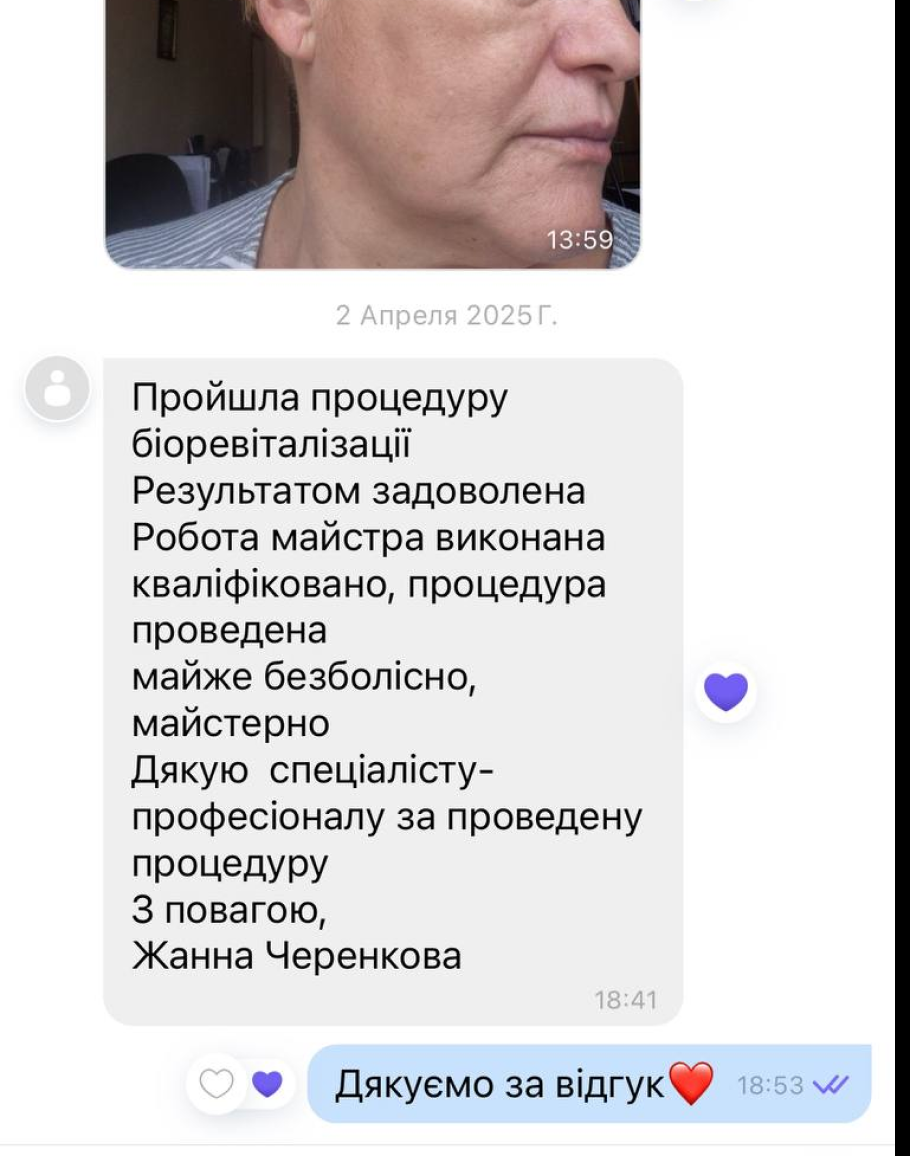 13:59
2 Апреля 2025 Г.
Пройшла процедуру
біоревіталізації
Результатом задоволена
Робота майстра виконана
кваліфіковано, процедура
проведена
майже безболісно,
майстерно
Дякую  спеціалісту-
професіоналу за проведену
процедуру
З повагою,
Жанна Черенкова
18:41
Дякуємо за відгук❤️ 18:53